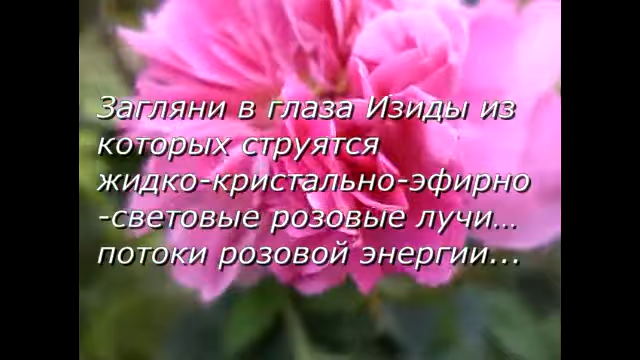 Загляни в глаза Изиды из
которых струятся
жидко-кристально-эфирно
-световые розовые лучи...
потоки розовой энергии...